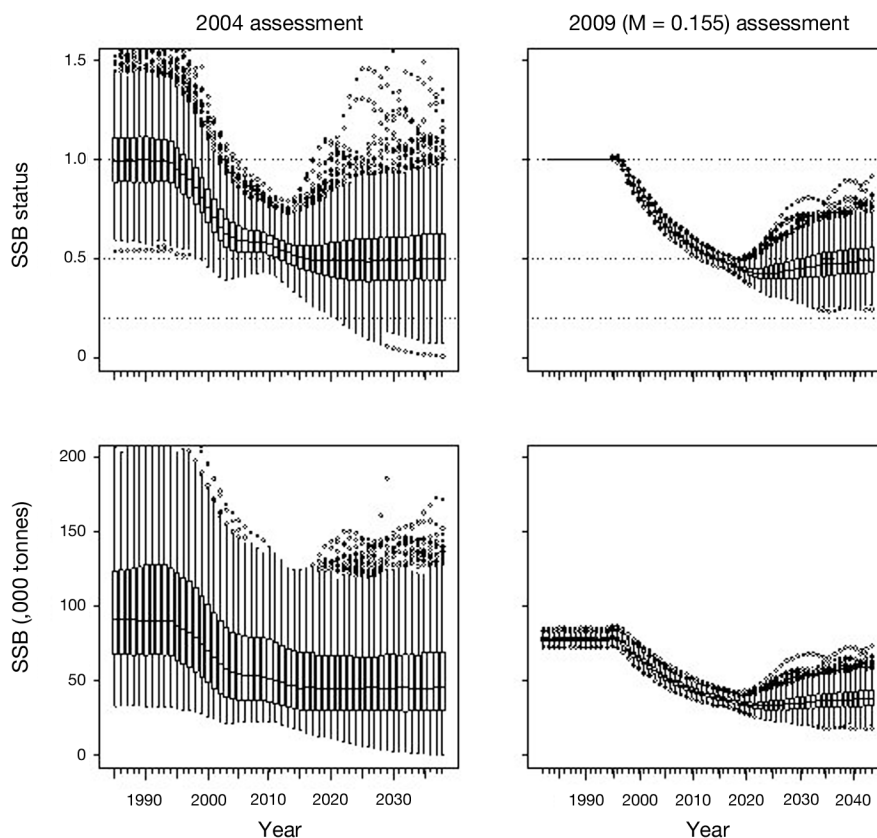 2004 assessment
2009 (M = 0.155) assessment
SSB status
1.5
1.0
0.5
0
SSB (,000 tonnes)
200
150
100
50
0
1990 2000 2010 2020 2030
Year
1990 2000 2010 2020 2030 2040
Year